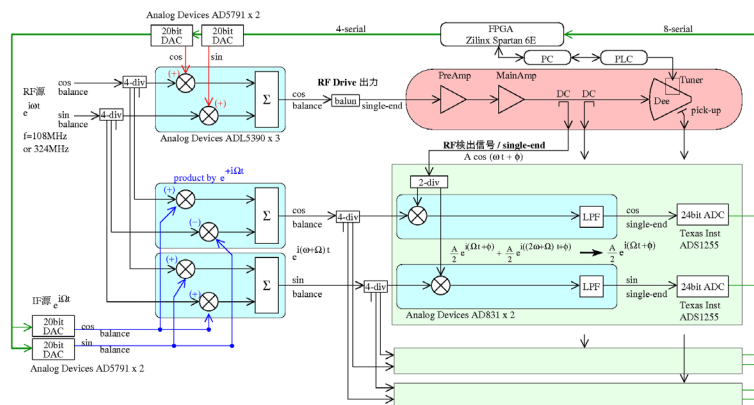 Analog Devices AD5791 x 2
20bit
DAC
20bit
DAC
4-serial
FPGA
Zilinx Spartan 6E
8-serial
PC
PLC
cos
sin
RF源
e^iωt
f=108MHz
or 324MHz
cos
balance
sin
balance
4-div
4-div
(+)
(+)
Σ
Analog Devices ADL5390 x 3
RF Drive 出力
cos
balance
balun
single-end
PreAmp
MainAmp
DC
DC
Tuner
Dee
pick-up
RF検出信号 / single-end
A cos (ωt + ϕ)
2-div
product by e^+iΩt
(+)
(−)
Σ
cos
balance
4-div
LPF
cos
single-end
24bit ADC
Texas Inst
ADS1255
e^i(ω+Ω) t
A/2 e^i(Ωt+ϕ) + A/2 e^i((2ω+Ω) t+ϕ) A/2 e^i(Ωt+ϕ)
(+)
(+)
Σ
sin
balance
4-div
LPF
sin
single-end
24bit ADC
Texas Inst
ADS1255
Analog Devices AD831 x 2
IF源 e^iΩt
20bit
DAC
cos
balance
20bit
DAC
sin
balance
Analog Devices AD5791 x 2